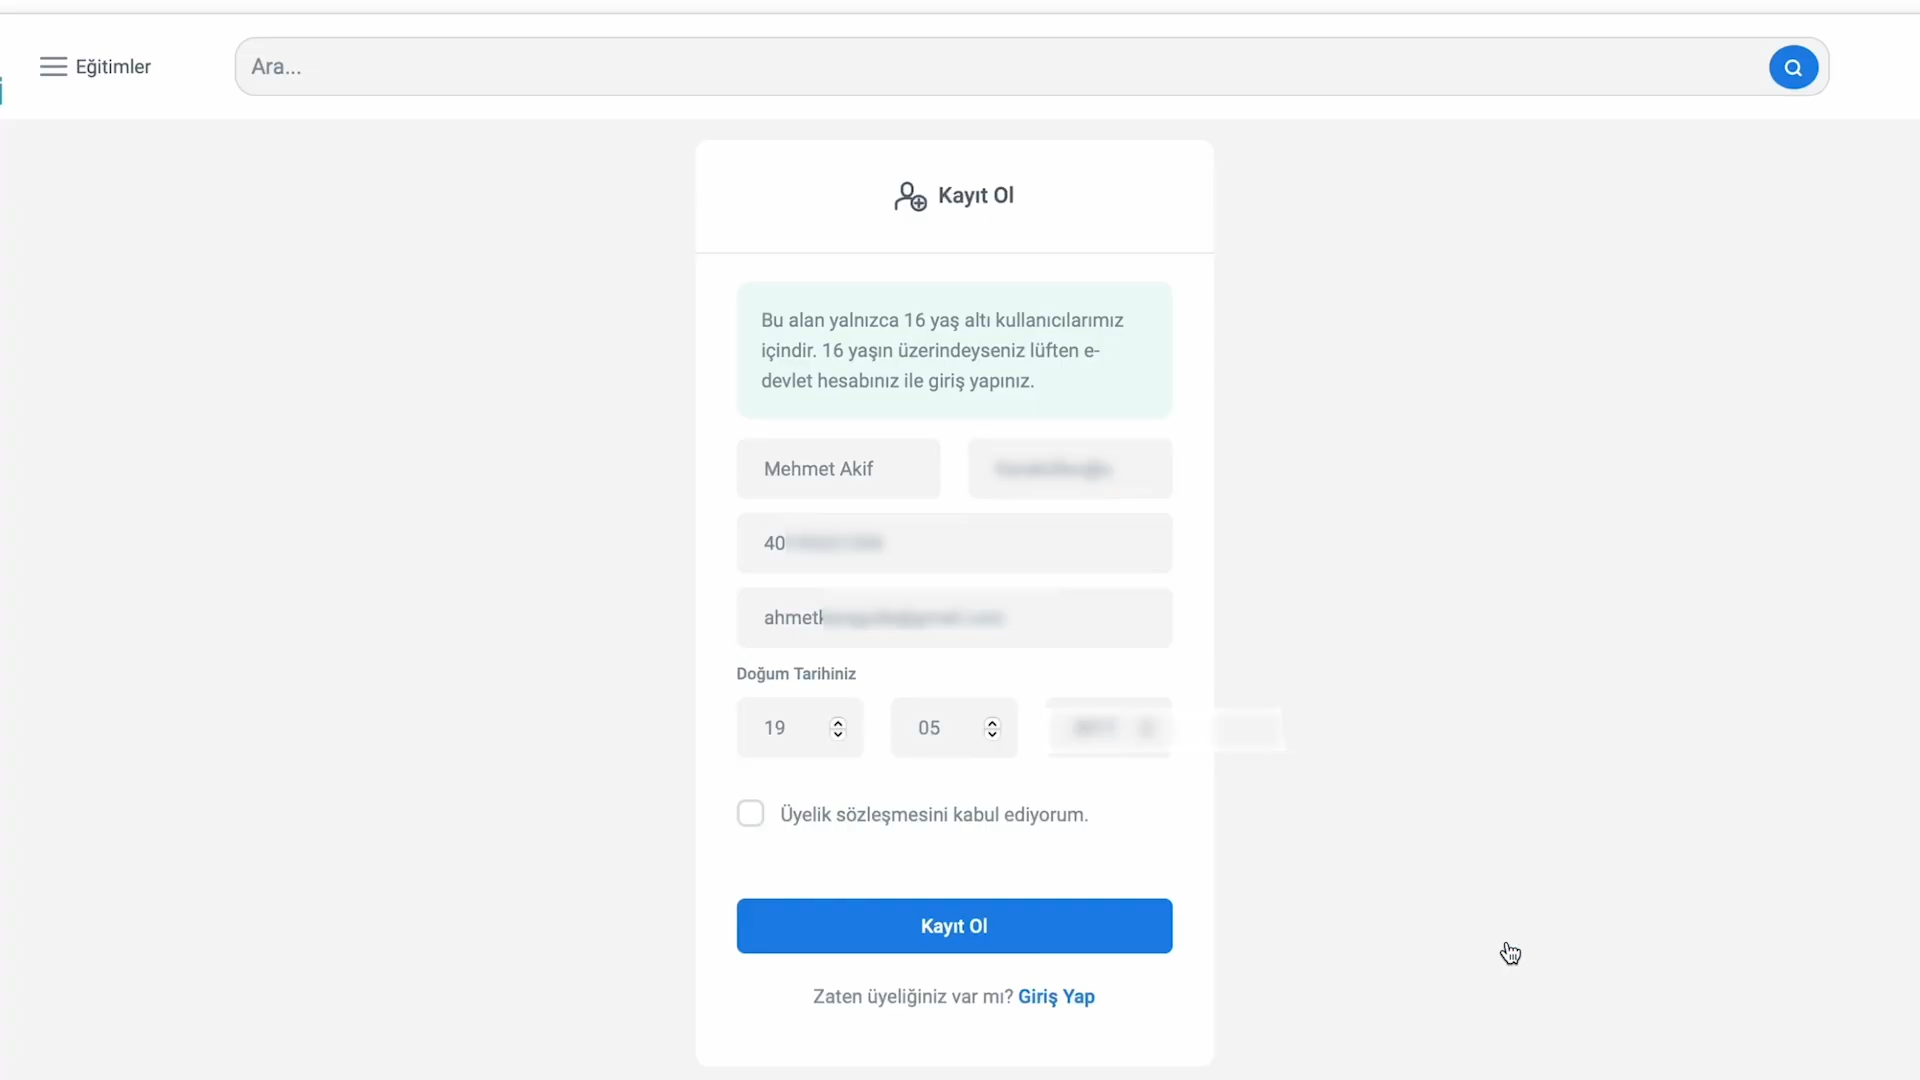 Eğitimler
Ara...
Kayıt Ol
Bu alan yalnızca 16 yaş altı kullanıcılarımız
içindir. 16 yaşın üzerindeyseniz lüften e-
devlet hesabınız ile giriş yapınız.
Mehmet Akif
40
ahmet
Doğum Tarihiniz
19 05
Üyelik sözleşmesini kabul ediyorum.
Kayıt Ol
Zaten üyeliğiniz var mı? Giriş Yap